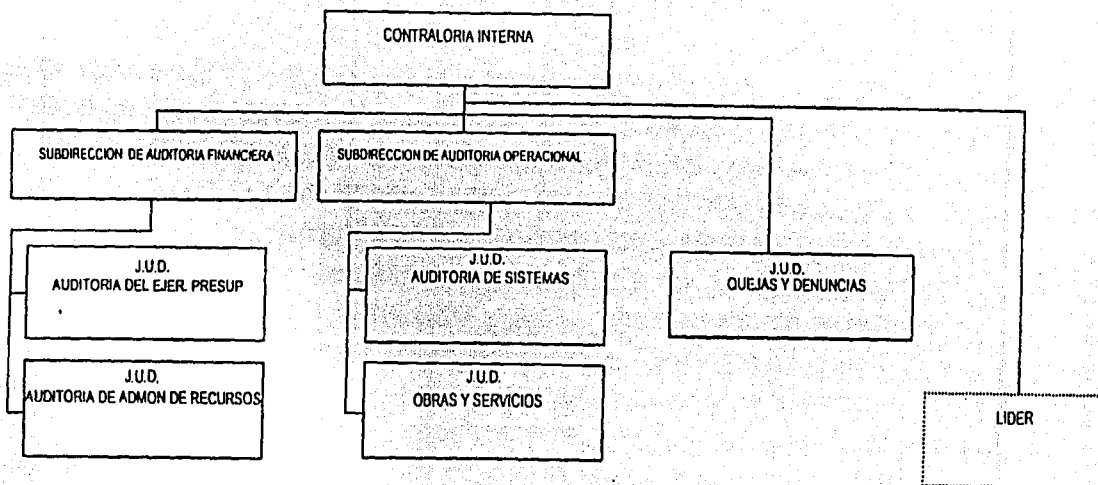 CONTRALORIA INTERNA
SUBDIRECCION DE AUDITORIA FINANCIERA
SUBDIRECCION DE AUDITORIA OPERACIONAL
J.U.D.
AUDITORIA DEL EJER. PRESUP
J.U.D.
AUDITORIA DE SISTEMAS
J.U.D.
QUEJAS Y DENUNCIAS
J.U.D.
AUDITORIA DE ADMON DE RECURSOS
J.U.D.
OBRAS Y SERVICIOS
LIDER